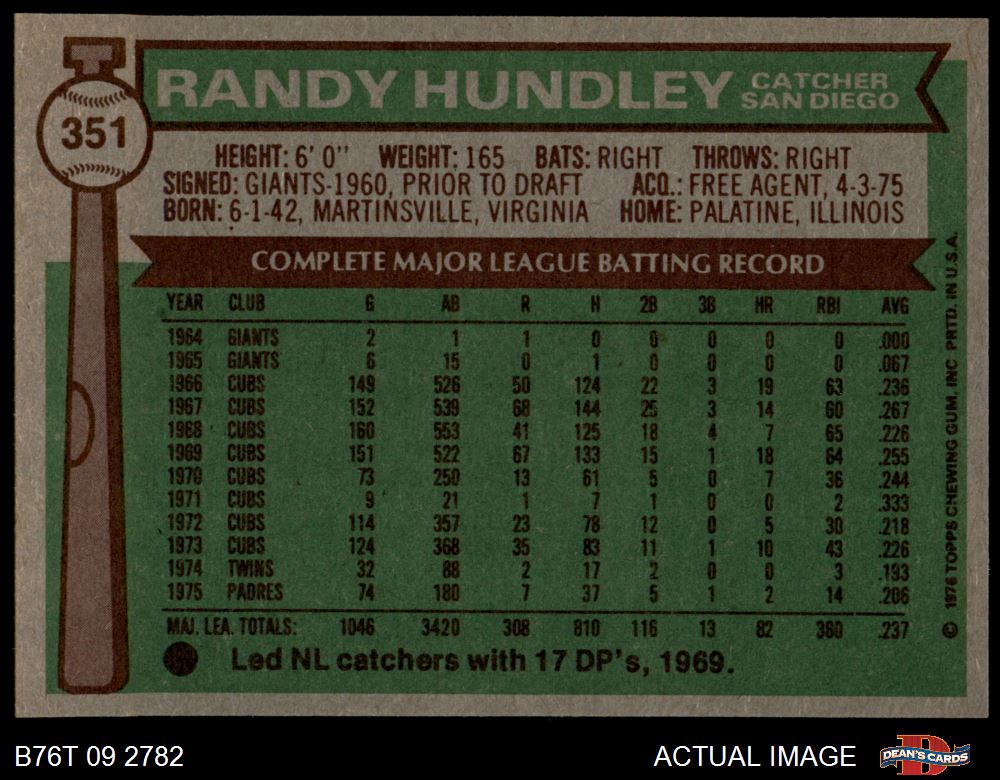 351
RANDY HUNDLEY CATCHER SAN DIEGO
HEIGHT: 6' 0" WEIGHT: 165 BATS: RIGHT THROWS: RIGHT
SIGNED: GIANTS-1960, PRIOR TO DRAFT ACQ.: FREE AGENT, 4-3-75
BORN: 6-1-42, MARTINSVILLE, VIRGINIA HOME: PALATINE, ILLINOIS
COMPLETE MAJOR LEAGUE BATTING RECORD
YEAR CLUB G AB R H 2B 3B HR RBI AVG
1964 GIANTS 2 1 1 0 0 0 0 0 .000
1965 GIANTS 6 15 0 1 0 0 0 0 .067
1966 CUBS 149 526 50 124 22 3 19 63 .236
1967 CUBS 152 539 68 144 25 3 14 60 .267
1968 CUBS 160 553 41 125 18 4 7 65 .226
1969 CUBS 151 522 67 133 15 1 18 64 .255
1970 CUBS 73 250 13 61 5 0 7 36 .244
1971 CUBS 9 21 1 7 1 0 0 2 .333
1972 CUBS 114 357 23 78 12 0 5 30 .218
1973 CUBS 124 368 35 83 11 1 10 43 .226
1974 TWINS 32 88 2 17 2 0 0 3 .193
1975 PADRES 74 180 7 37 5 1 2 14 .206
MAJ. LEA. TOTALS: 1046 3420 308 810 116 13 82 380 .237
Led NL catchers with 17 DP's, 1969.
© 1976 TOPPS CHEWING GUM, INC PRTD. IN U.S.A.
B76T 09 2782
ACTUAL IMAGE
D
DEAN'S CARDS